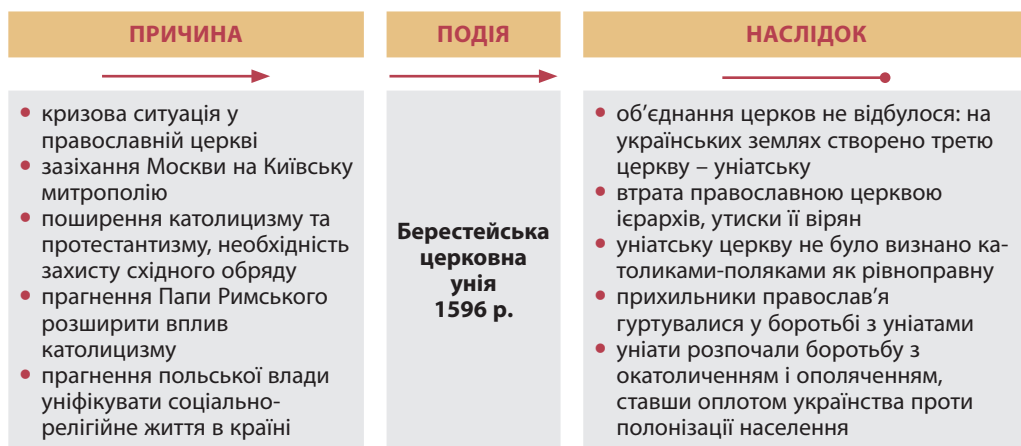 ПРИЧИНА
ПОДІЯ
НАСЛІДОК
• кризова ситуація у
православній церкві
• зазіхання Москви на Київську
митрополію
• поширення католицизму та
протестантизму, необхідність
захисту східного обряду
• прагнення Папи Римського
розширити вплив
католицизму
• прагнення польської влади
уніфікувати соціально-
релігійне життя в країні
Берестейська
церковна
унія
1596 р.
• об’єднання церков не відбулося: на
українських землях створено третю
церкву – уніатську
• втрата православною церквою
ієрархів, утиски її вірян
• уніатську церкву не було визнано ка-
толиками-поляками як рівноправну
• прихильники православ’я
гуртувалися у боротьбі з уніатами
• уніати розпочали боротьбу з
окатоличенням і ополяченням,
ставши оплотом українства проти
полонізації населення